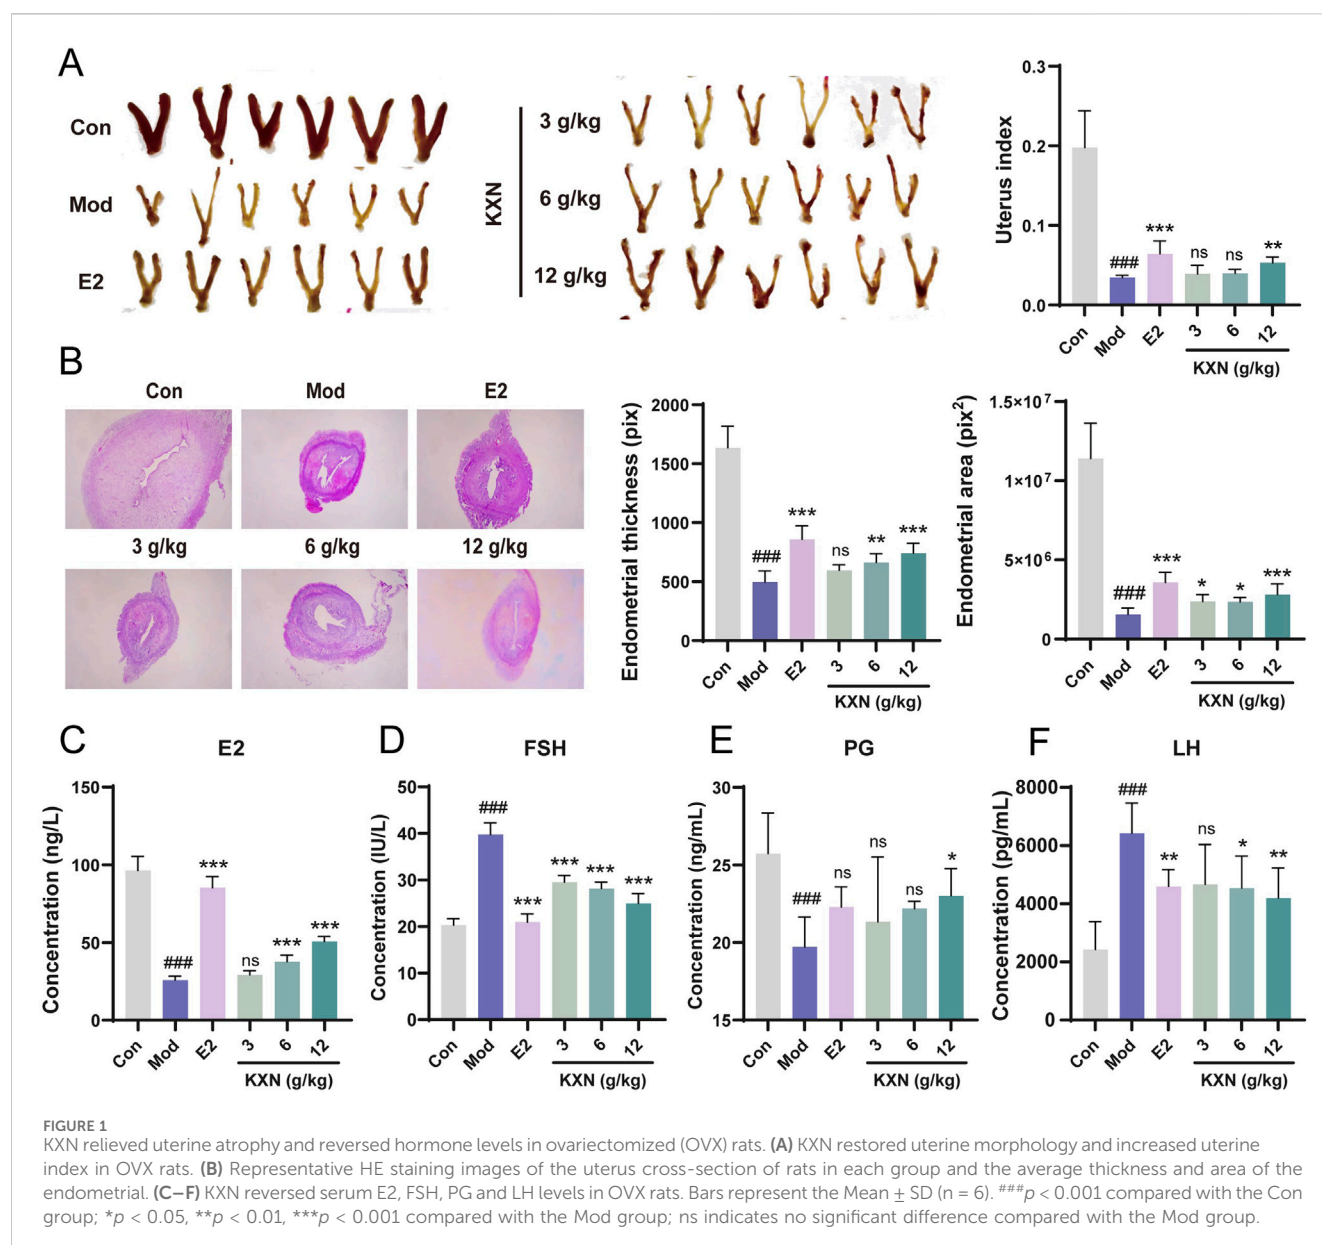 A
Con
Mod
E2
KXN
3 g/kg
6 g/kg
12 g/kg
Uterus index
0.3
0.2
0.1
0.0
###
***
ns
ns
**
Con
Mod
E2
3
6
12
KXN (g/kg)
B
Con
Mod
E2
3 g/kg
6 g/kg
12 g/kg
Endometrial thickness (pix)
2000
1500
1000
500
0
###
***
ns
**
***
Con
Mod
E2
3
6
12
KXN (g/kg)
Endometrial area (pix²)
1.5×10⁷
1×10⁷
5×10⁶
0
###
***
*
*
***
Con
Mod
E2
3
6
12
KXN (g/kg)
C
E2
Concentration (ng/L)
150
100
50
0
###
***
ns
***
***
Con
Mod
E2
3
6
12
KXN (g/kg)
D
FSH
Concentration (IU/L)
50
40
30
20
10
0
###
***
***
***
***
Con
Mod
E2
3
6
12
KXN (g/kg)
E
PG
Concentration (ng/mL)
30
25
20
15
###
ns
ns
ns
*
Con
Mod
E2
3
6
12
KXN (g/kg)
F
LH
Concentration (pg/mL)
8000
6000
4000
2000
0
###
**
ns
*
**
Con
Mod
E2
3
6
12
KXN (g/kg)
FIGURE 1
KXN relieved uterine atrophy and reversed hormone levels in ovariectomized (OVX) rats. (A) KXN restored uterine morphology and increased uterine
index in OVX rats. (B) Representative HE staining images of the uterus cross-section of rats in each group and the average thickness and area of the
endometrial. (C–F) KXN reversed serum E2, FSH, PG and LH levels in OVX rats. Bars represent the Mean ± SD (n = 6). ###p < 0.001 compared with the Con
group; *p < 0.05, **p < 0.01, ***p < 0.001 compared with the Mod group; ns indicates no significant difference compared with the Mod group.